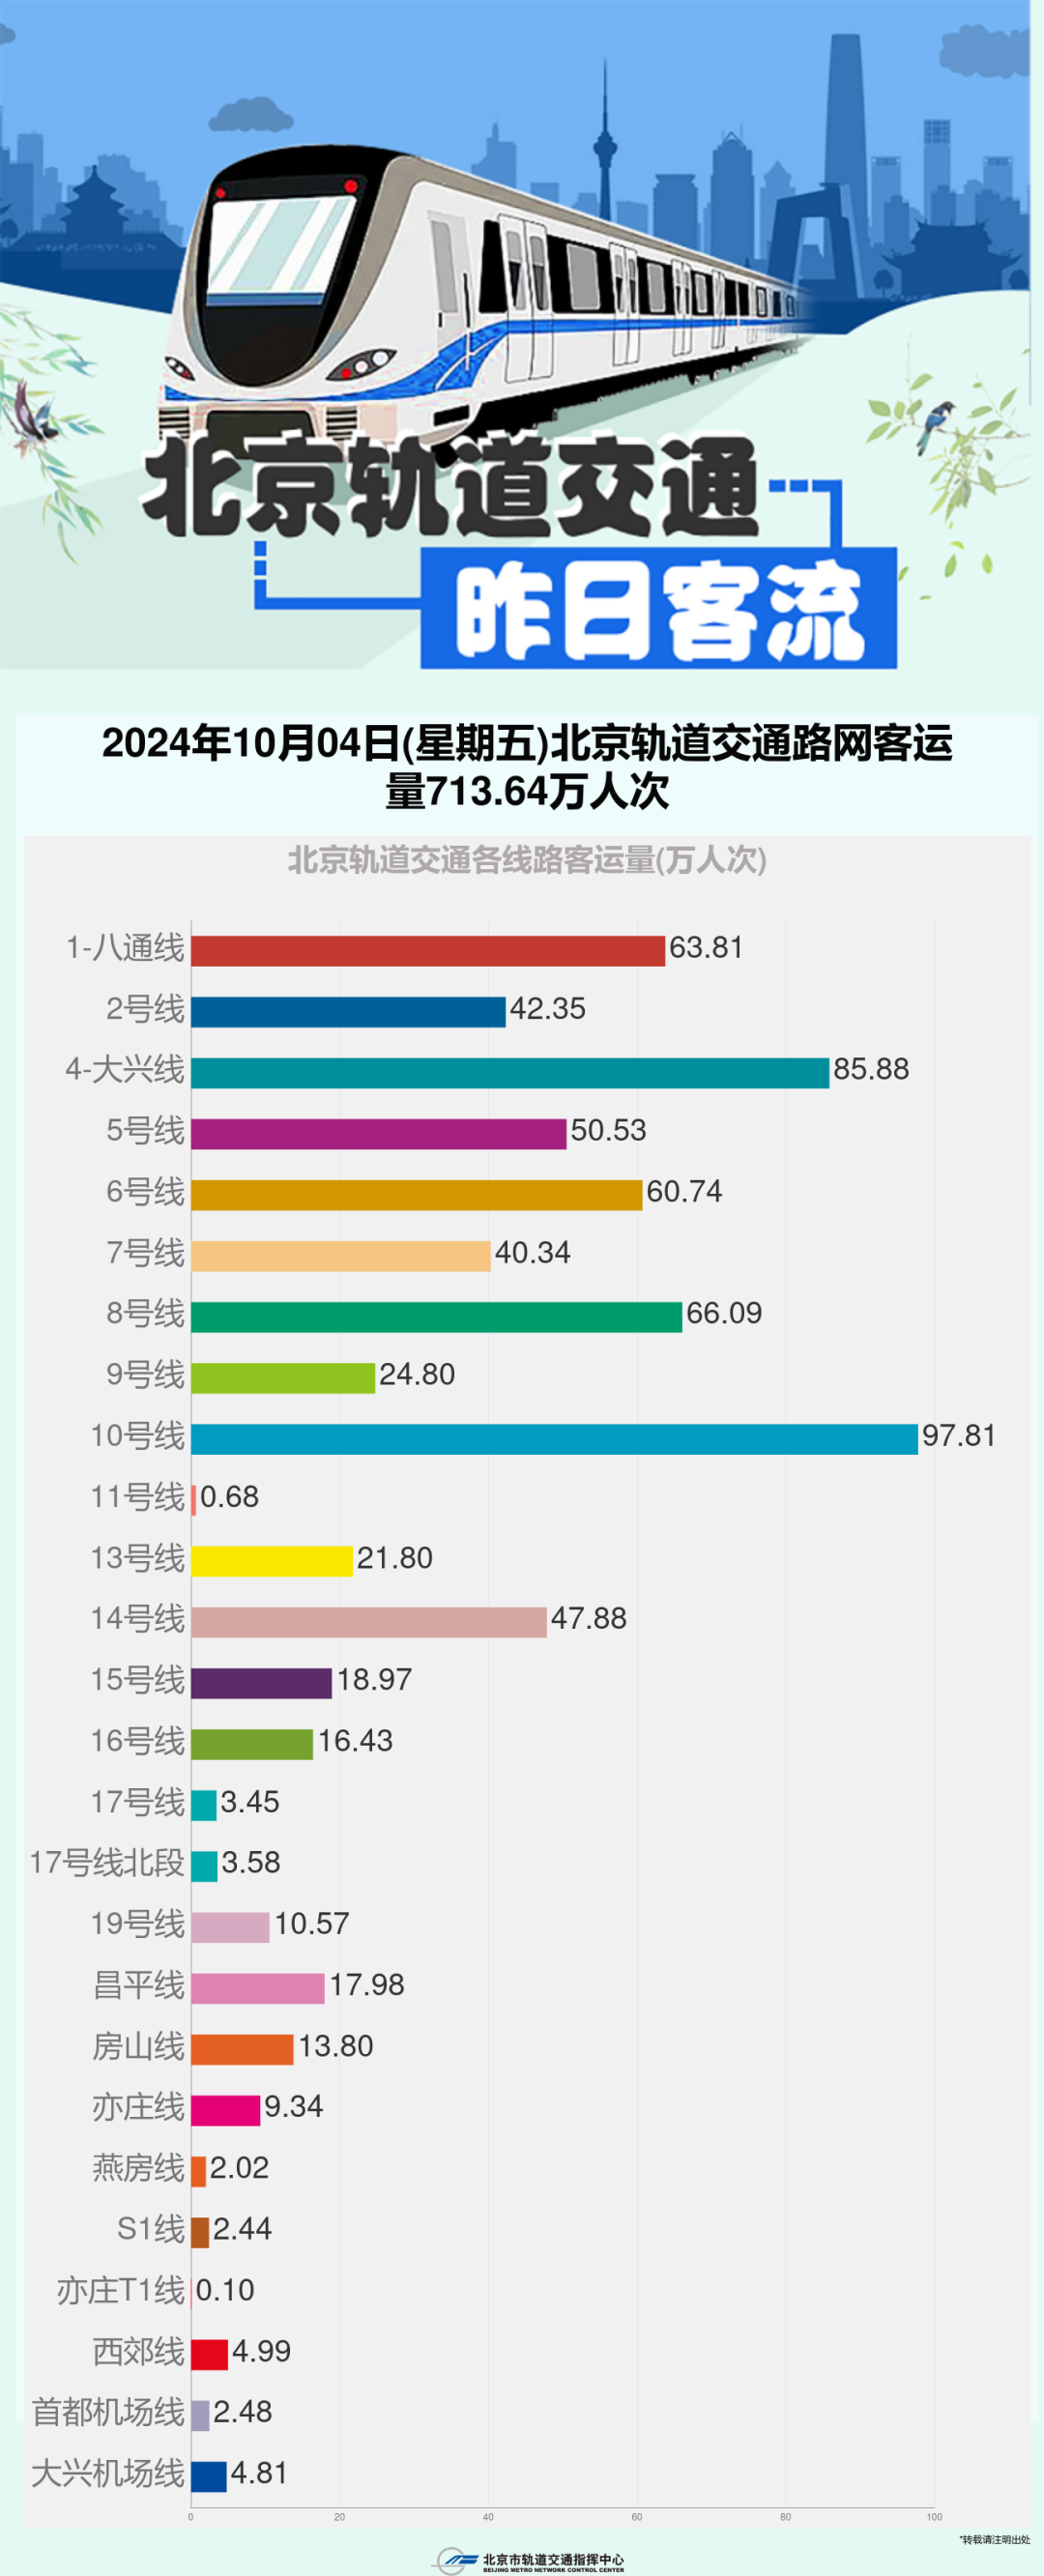 北京轨道交通
昨日客流
2024年10月04日(星期五)北京轨道交通路网客运
量713.64万人次
北京轨道交通各线路客运量(万人次)
1-八通线 63.81
2号线 42.35
4-大兴线 85.88
5号线 50.53
6号线 60.74
7号线 40.34
8号线 66.09
9号线 24.80
10号线 97.81
11号线 0.68
13号线 21.80
14号线 47.88
15号线 18.97
16号线 16.43
17号线 3.45
17号线北段 3.58
19号线 10.57
昌平线 17.98
房山线 13.80
亦庄线 9.34
燕房线 2.02
S1线 2.44
亦庄T1线 0.10
西郊线 4.99
首都机场线 2.48
大兴机场线 4.81
0 20 40 60 80 100
*转载请注明出处
北京市轨道交通指挥中心
BEIJING METRO NETWORK CONTROL CENTER